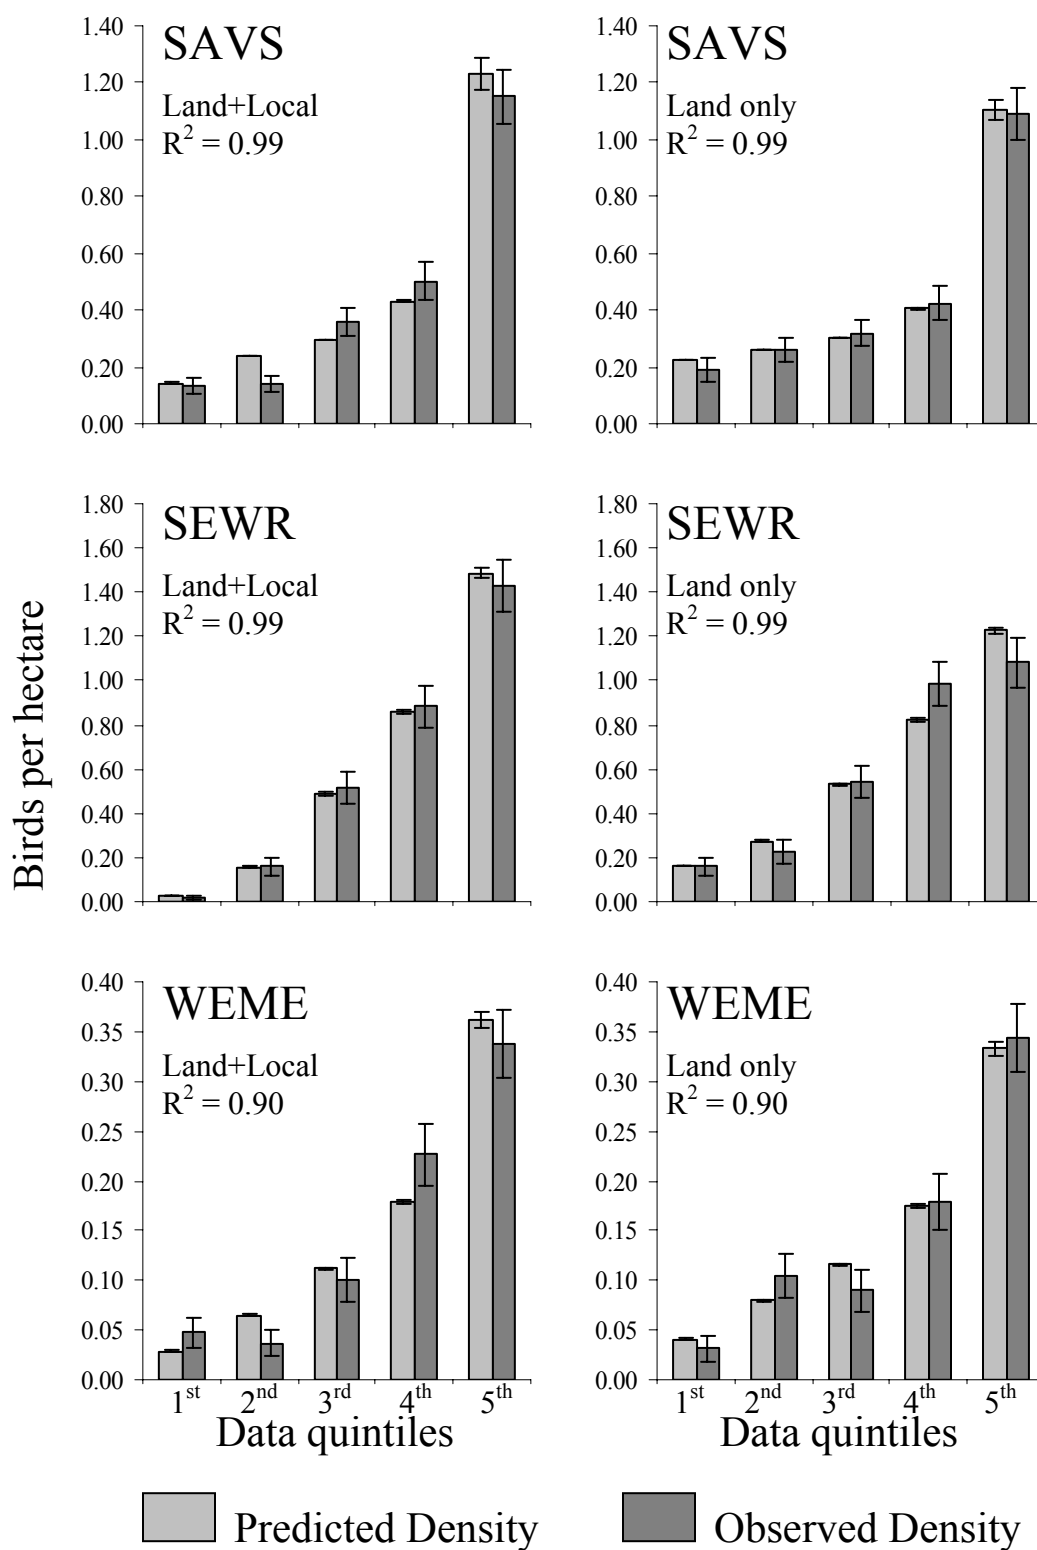 SAVS
Land+Local
R² = 0.99
1.40
1.20
1.00
0.80
0.60
0.40
0.20
0.00
SAVS
Land only
R² = 0.99
1.40
1.20
1.00
0.80
0.60
0.40
0.20
0.00
Birds per hectare
SEWR
Land+Local
R² = 0.99
1.80
1.60
1.40
1.20
1.00
0.80
0.60
0.40
0.20
0.00
SEWR
Land only
R² = 0.99
1.80
1.60
1.40
1.20
1.00
0.80
0.60
0.40
0.20
0.00
WEME
Land+Local
R² = 0.90
0.40
0.35
0.30
0.25
0.20
0.15
0.10
0.05
0.00
1st 2nd 3rd 4th 5th
Data quintiles
WEME
Land only
R² = 0.90
0.40
0.35
0.30
0.25
0.20
0.15
0.10
0.05
0.00
1st 2nd 3rd 4th 5th
Data quintiles
Predicted Density
Observed Density